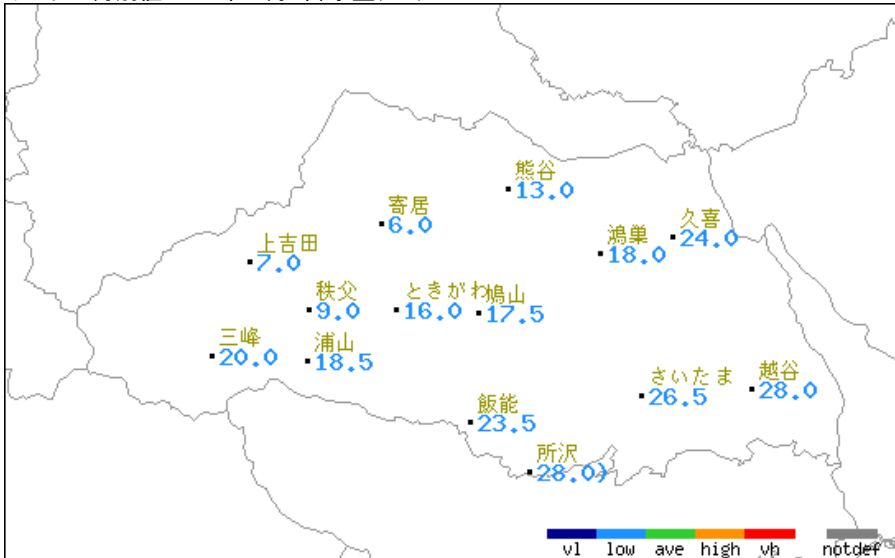 熊谷
13.0
寄居
6.0
久喜
24.0
鴻巣
18.0
上吉田
7.0
秩父
9.0
ときがわ
16.0
鳩山
17.5
三峰
20.0
浦山
18.5
さいたま
26.5
越谷
28.0
飯能
23.5
所沢
28.0)
vl low ave high vh notdef